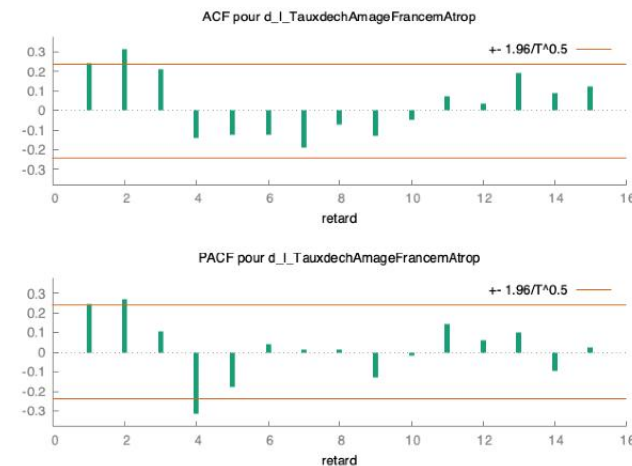 ACF pour d_l_TauxdechAmageFrancemAtrop
+- 1.96/T^0.5
0.3
0.2
0.1
0
-0.1
-0.2
-0.3
0 2 4 6 8 10 12 14 16
retard
PACF pour d_l_TauxdechAmageFrancemAtrop
+- 1.96/T^0.5
0.3
0.2
0.1
0
-0.1
-0.2
-0.3
0 2 4 6 8 10 12 14 16
retard